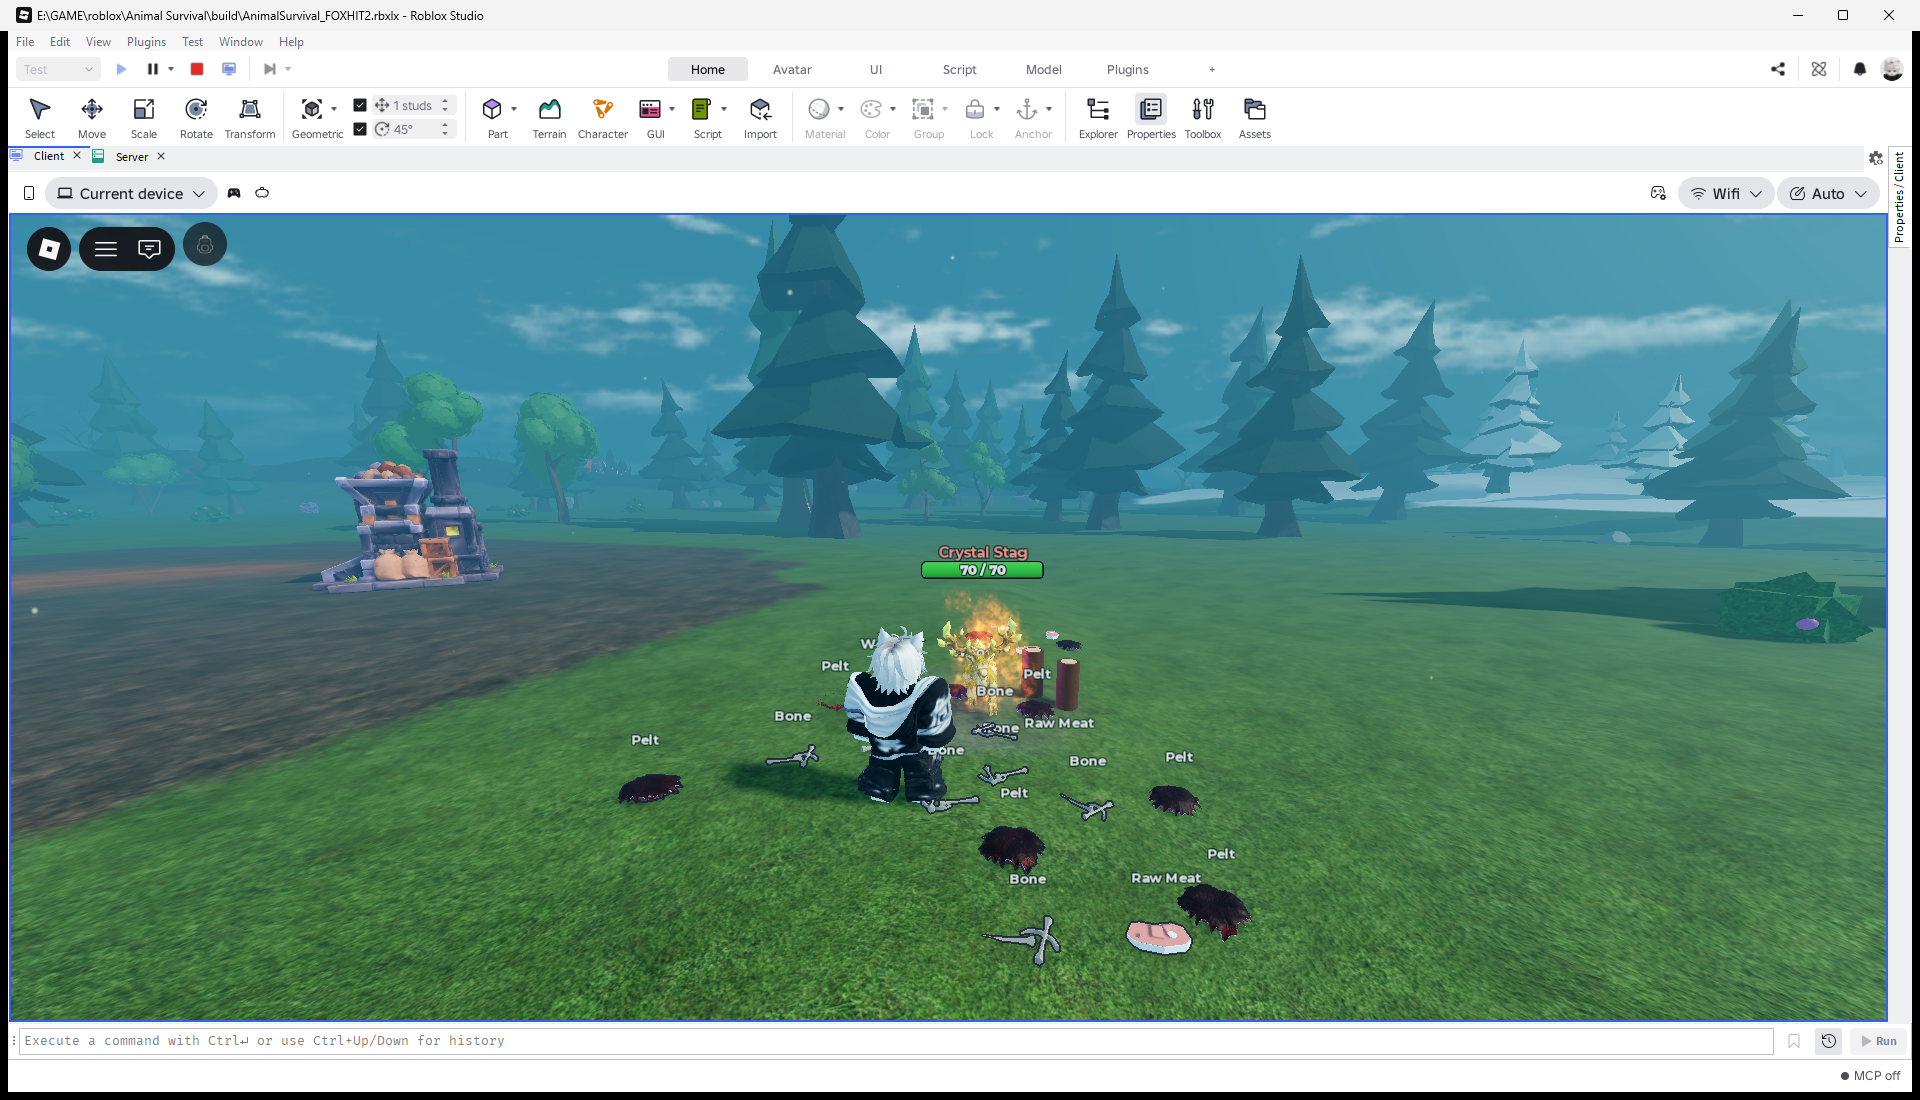 E:\GAME\roblox\Animal Survival\build\AnimalSurvival_FOXHIT2.rbxlx - Roblox Studio
File Edit View Plugins Test Window Help
Test
Home Avatar UI Script Model Plugins +
Select Move Scale Rotate Transform Geometric
1 studs
45°
Part Terrain Character GUI Script Import Material Color Group Lock Anchor Explorer Properties Toolbox Assets
Client Server
Properties / Client
Current device
Wifi Auto
Crystal Stag
70 / 70
Pelt
Pelt
Bone
Bone
Raw Meat
Pelt
Bone
Pelt
Bone
Pelt
Pelt
Bone
Raw Meat
Execute a command with Ctrl↵ or use Ctrl+Up/Down for history
Run
MCP off